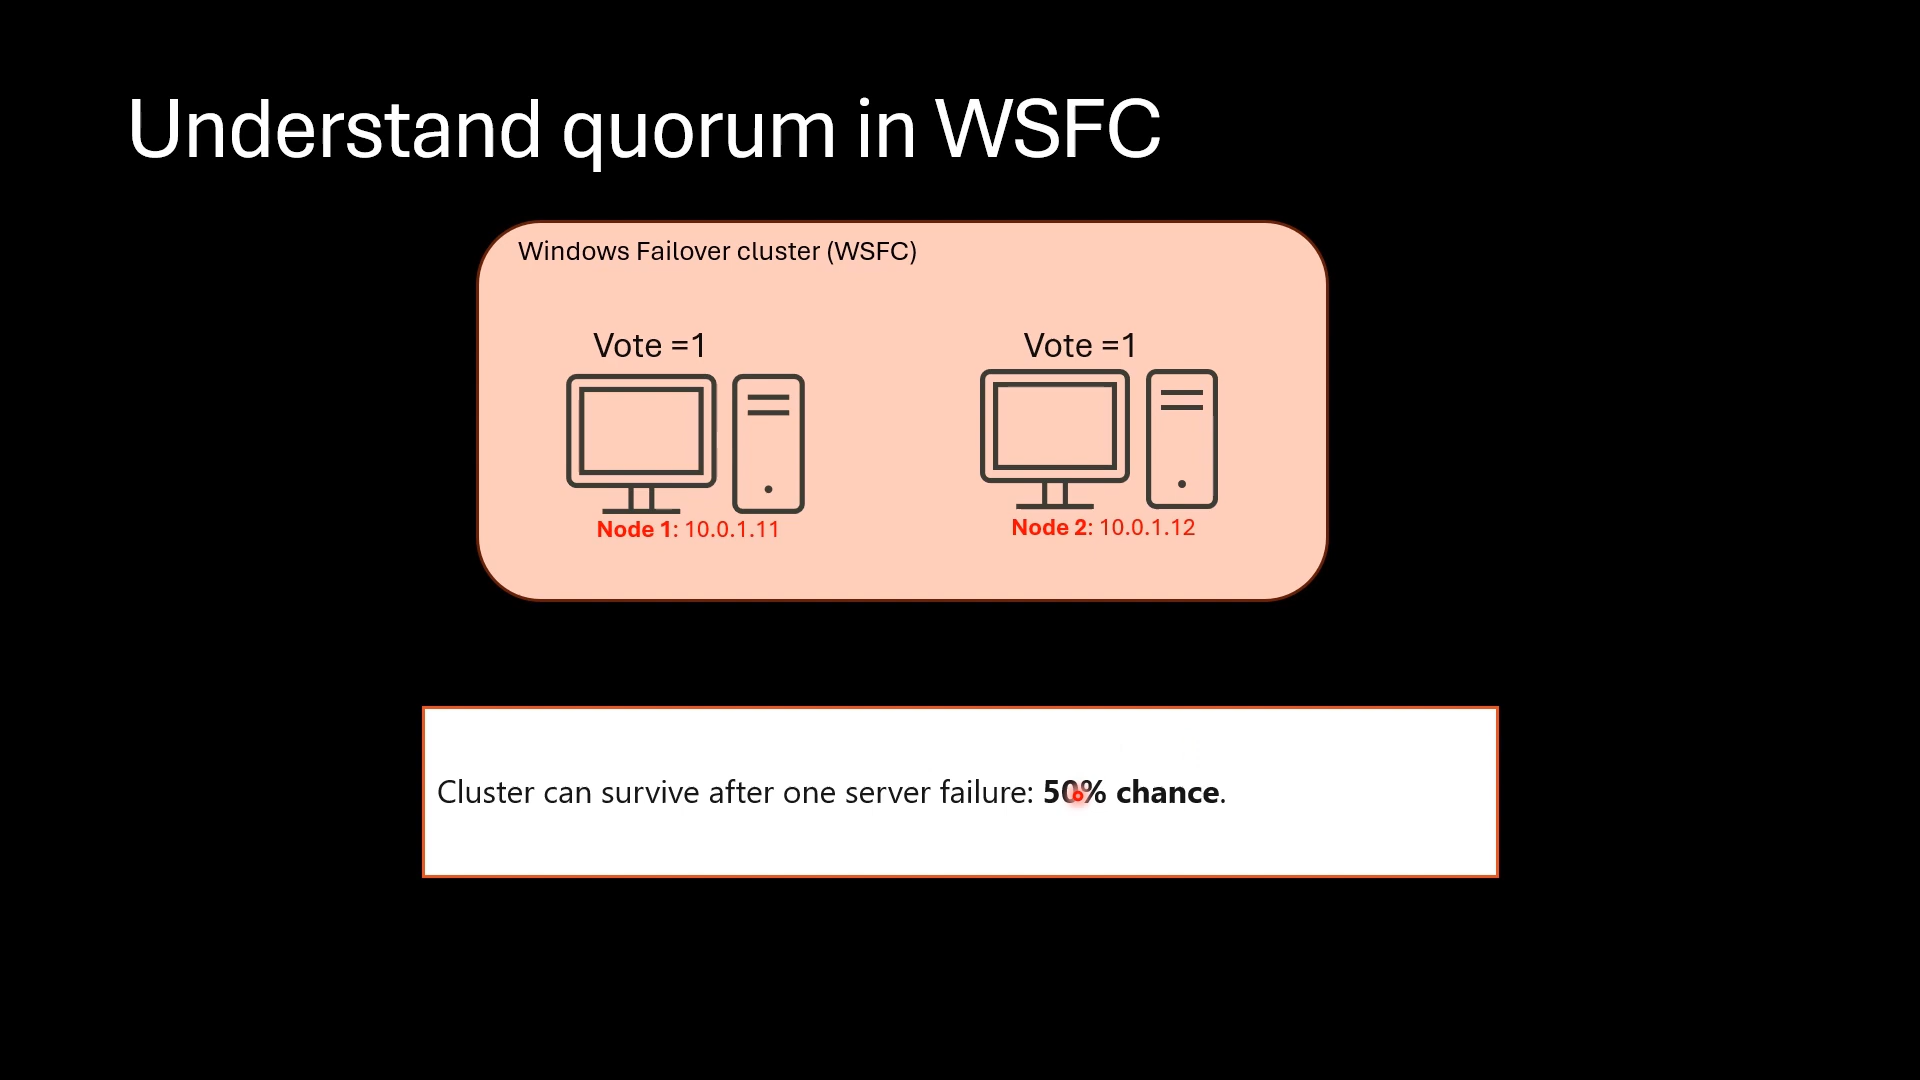 Understand quorum in WSFC
Windows Failover cluster (WSFC)
Vote =1
Vote =1
Node 1: 10.0.1.11
Node 2: 10.0.1.12
Cluster can survive after one server failure: 50% chance.